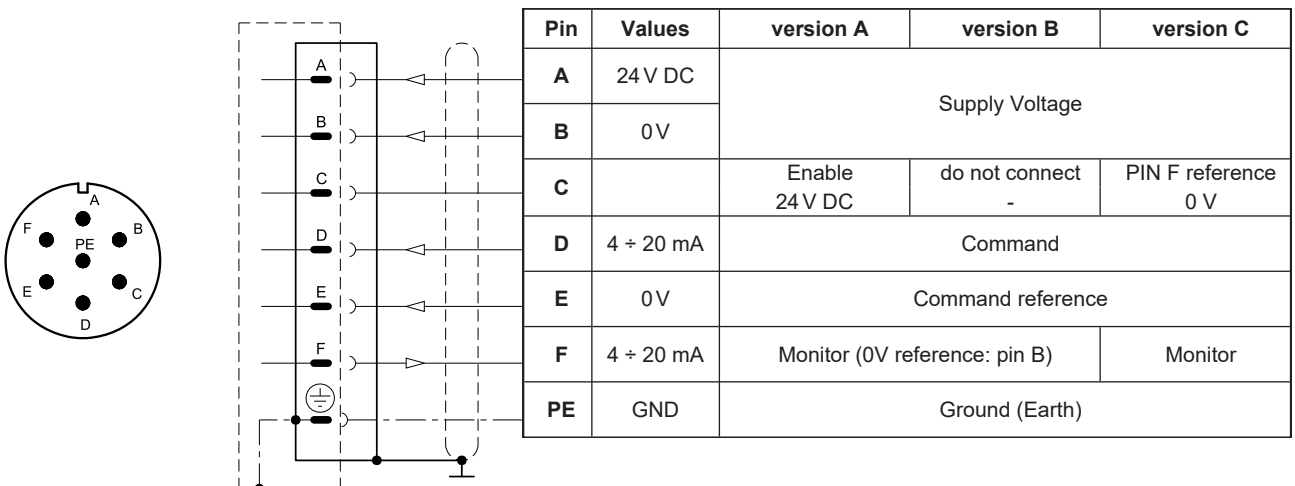 A
B
C
D
E
F
PE
A
B
C
D
E
F
Pin Values version A version B version C
A 24 V DC Supply Voltage
B 0 V
C Enable do not connect PIN F reference
24 V DC - 0 V
D 4 ÷ 20 mA Command
E 0 V Command reference
F 4 ÷ 20 mA Monitor (0V reference: pin B) Monitor
PE GND Ground (Earth)